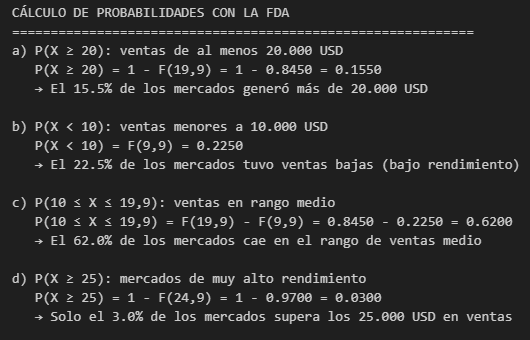 CÁLCULO DE PROBABILIDADES CON LA FDA
============================================================
a) P(X ≥ 20): ventas de al menos 20.000 USD
P(X ≥ 20) = 1 - F(19,9) = 1 - 0.8450 = 0.1550
→ El 15.5% de los mercados generó más de 20.000 USD
b) P(X < 10): ventas menores a 10.000 USD
P(X < 10) = F(9,9) = 0.2250
→ El 22.5% de los mercados tuvo ventas bajas (bajo rendimiento)
c) P(10 ≤ X ≤ 19,9): ventas en rango medio
P(10 ≤ X ≤ 19,9) = F(19,9) - F(9,9) = 0.8450 - 0.2250 = 0.6200
→ El 62.0% de los mercados cae en el rango de ventas medio
d) P(X ≥ 25): mercados de muy alto rendimiento
P(X ≥ 25) = 1 - F(24,9) = 1 - 0.9700 = 0.0300
→ Solo el 3.0% de los mercados supera los 25.000 USD en ventas